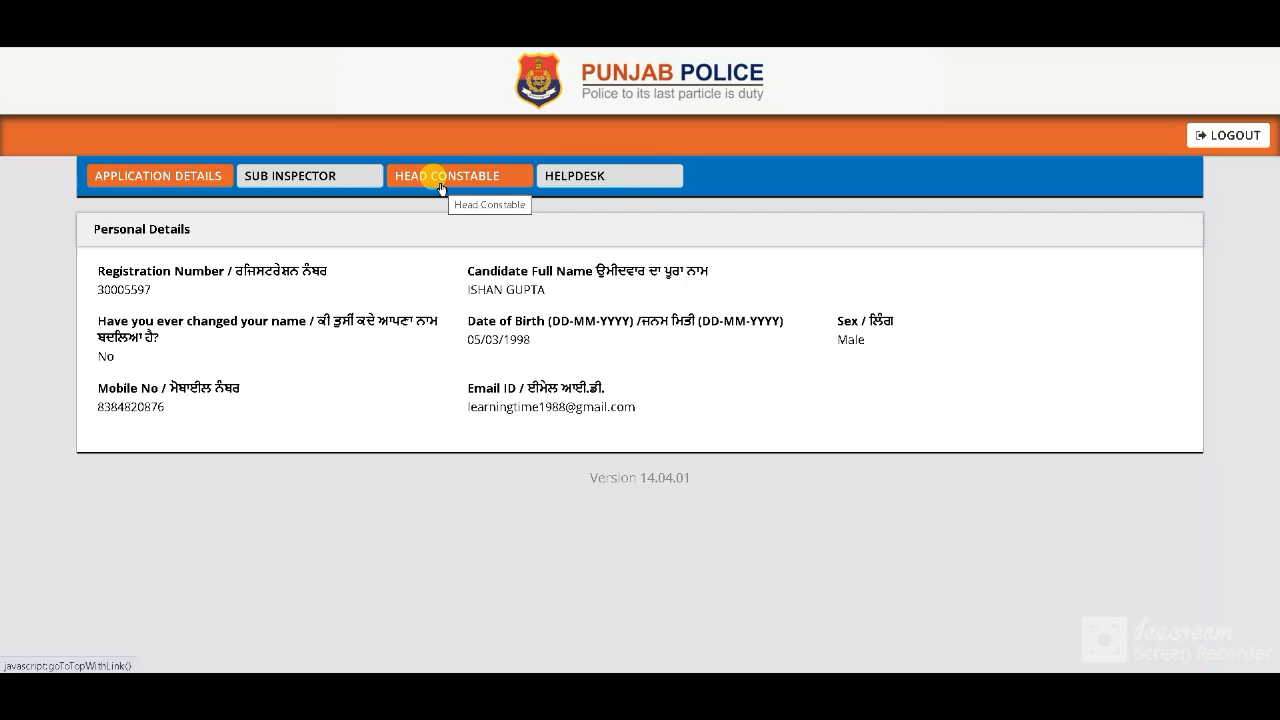 PUNJAB POLICE
Police to its last particle is duty
LOGOUT
APPLICATION DETAILS SUB INSPECTOR HEAD CONSTABLE HELPDESK
Head Constable
Personal Details
Registration Number / ਰਜਿਸਟਰੇਸ਼ਨ ਨੰਬਰ
30005597
Candidate Full Name ਉਮੀਦਵਾਰ ਦਾ ਪੂਰਾ ਨਾਮ
ISHAN GUPTA
Have you ever changed your name / ਕੀ ਤੁਸੀਂ ਕਦੇ ਆਪਣਾ ਨਾਮ
ਬਦਲਿਆ ਹੈ?
No
Date of Birth (DD-MM-YYYY) /ਜਨਮ ਮਿਤੀ (DD-MM-YYYY)
05/03/1998
Sex / ਲਿੰਗ
Male
Mobile No / ਮੋਬਾਈਲ ਨੰਬਰ
8384820876
Email ID / ਈਮੇਲ ਆਈ.ਡੀ.
learningtime1988@gmail.com
Version 14.04.01
Icecream
Screen Recorder
javascript:goToTopWithLink()